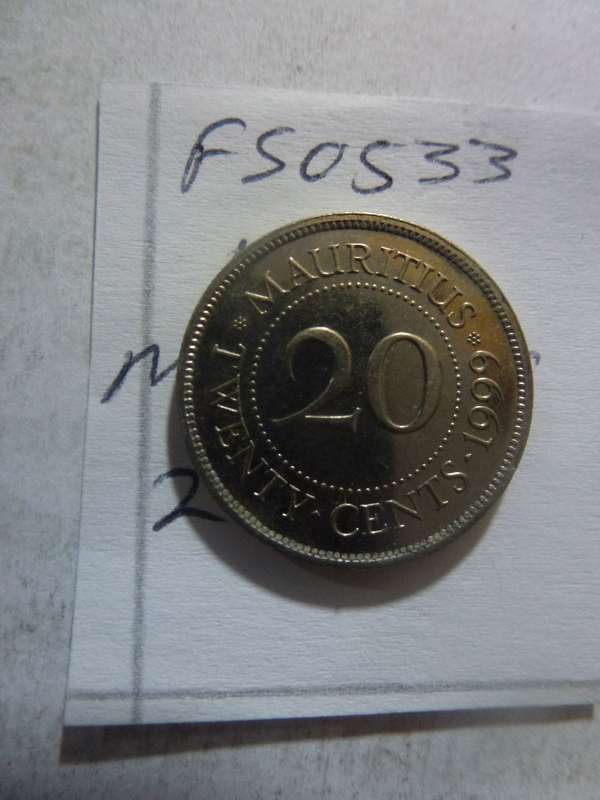 FS0533
MAURITIUS
20
TWENTY·CENTS·1999
M
2